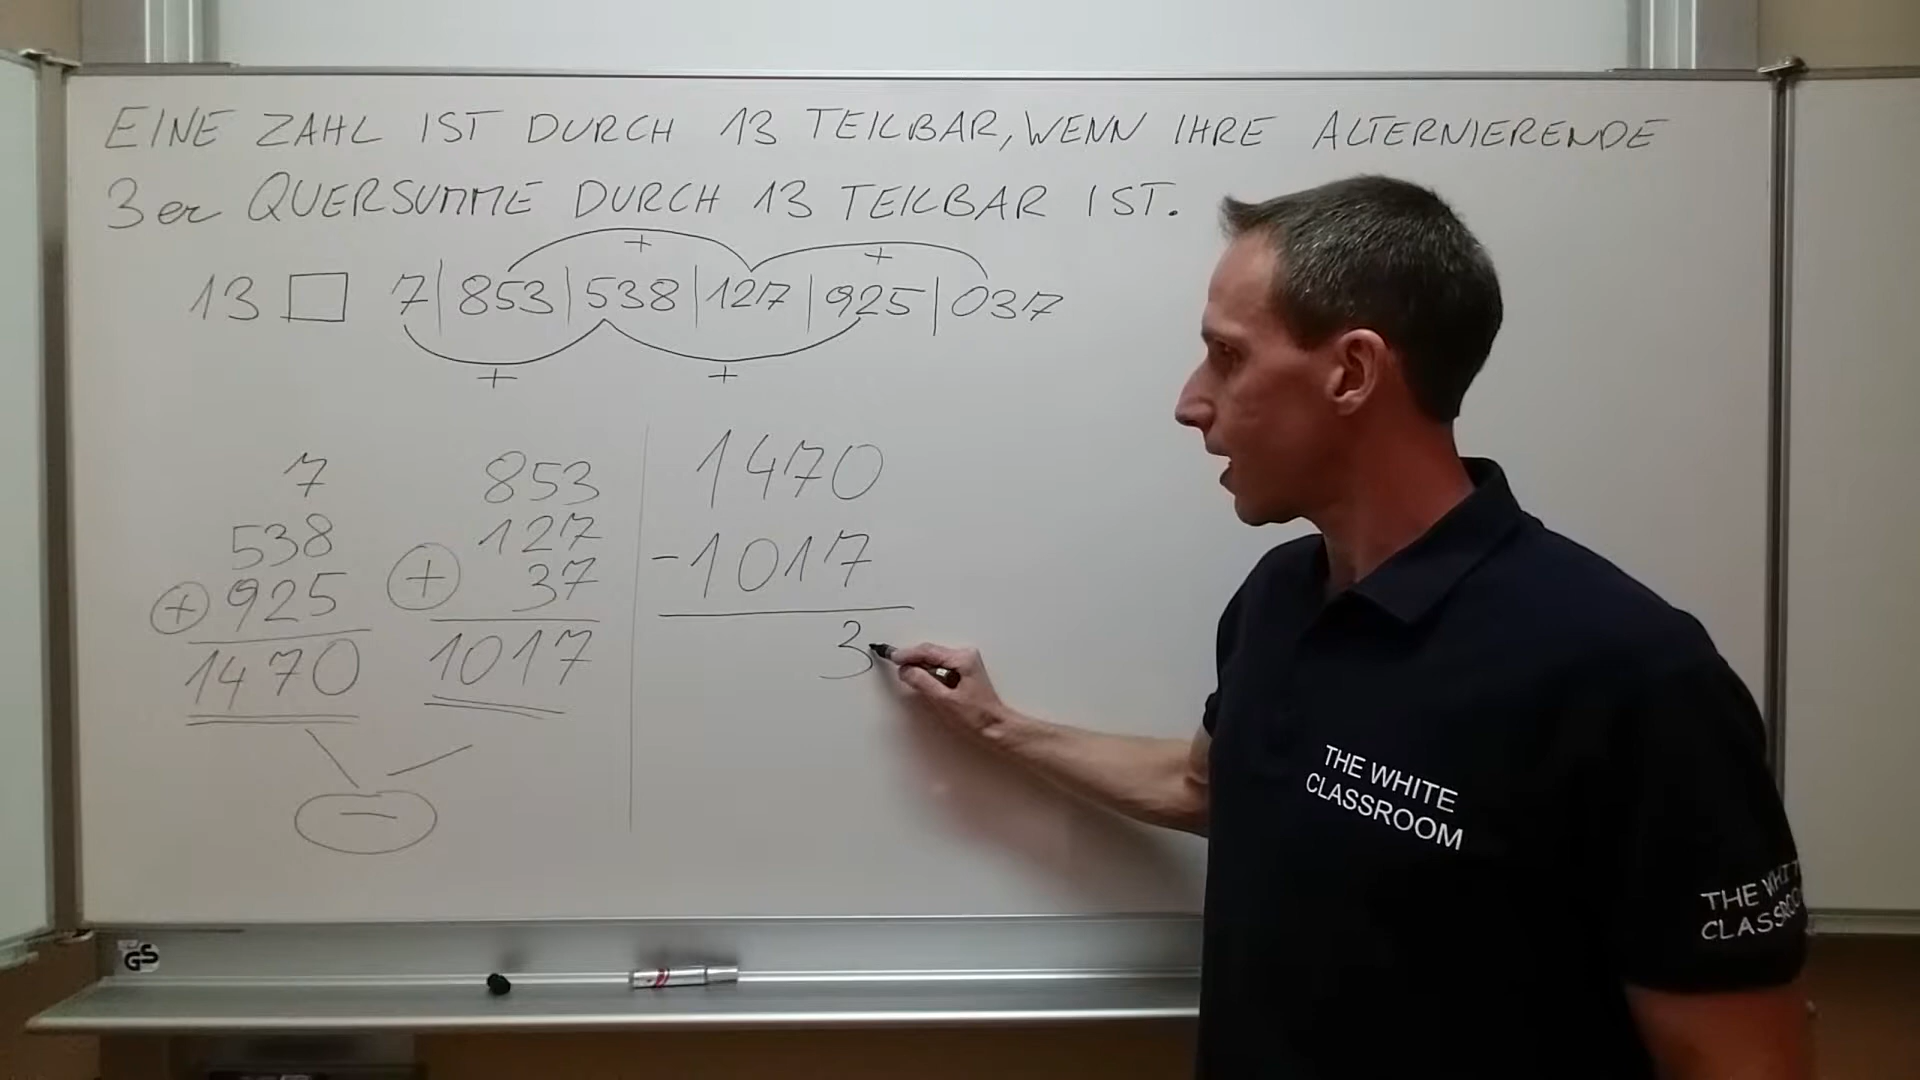 EINE ZAHL IST DURCH 13 TEILBAR, WENN IHRE ALTERNIERENDE
3er QUERSUMME DURCH 13 TEILBAR IST.
+ +
13 □ 7|853|538|127|925|037
+ +
7
538
+ 925
1470
853
127
+ 37
1017
−
1470
-1017
3
THE WHITE
CLASSROOM
THE WHIT
CLASSROO
GS